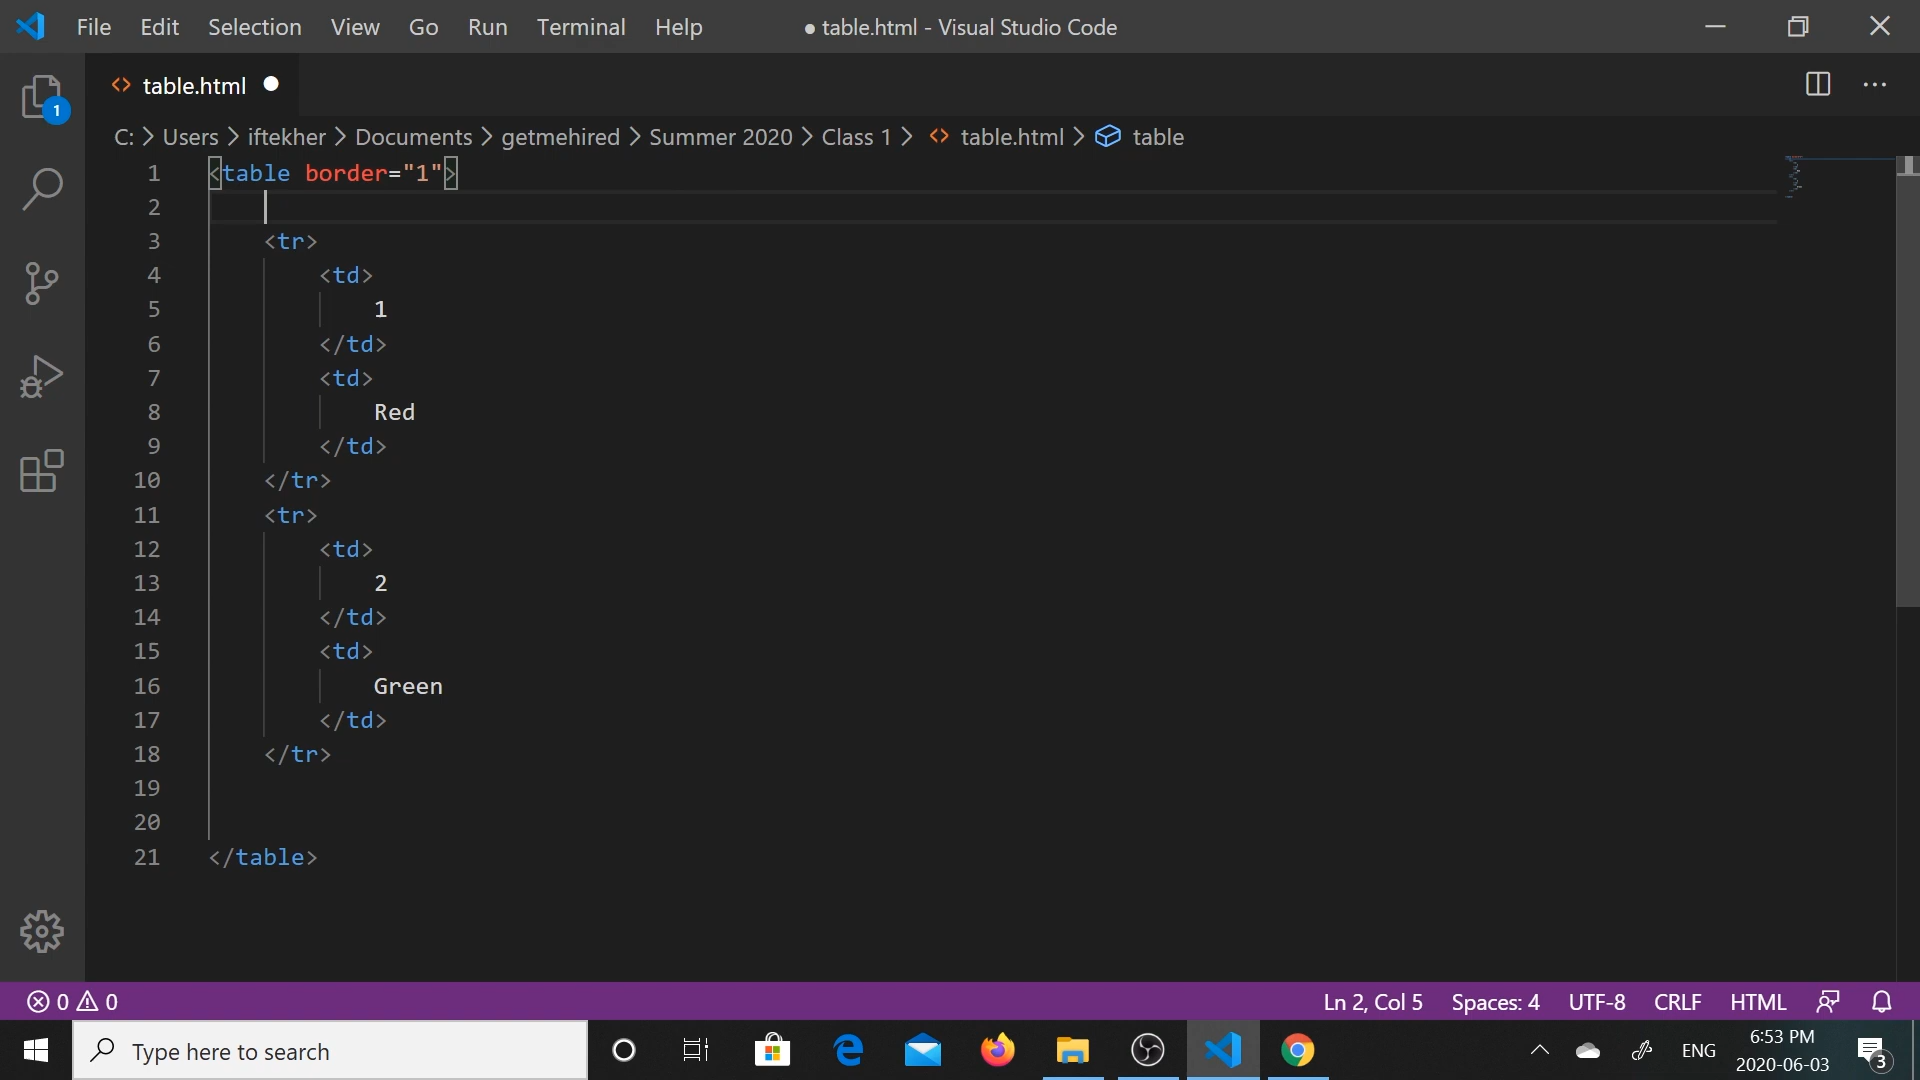 File Edit Selection View Go Run Terminal Help
● table.html - Visual Studio Code
1
table.html
C: > Users > iftekher > Documents > getmehired > Summer 2020 > Class 1 > table.html > table
1 <table border="1">
2
3 <tr>
4 <td>
5 1
6 </td>
7 <td>
8 Red
9 </td>
10 </tr>
11 <tr>
12 <td>
13 2
14 </td>
15 <td>
16 Green
17 </td>
18 </tr>
19
20
21 </table>
0 0
Ln 2, Col 5 Spaces: 4 UTF-8 CRLF HTML
Type here to search
ENG
6:53 PM
2020-06-03
3